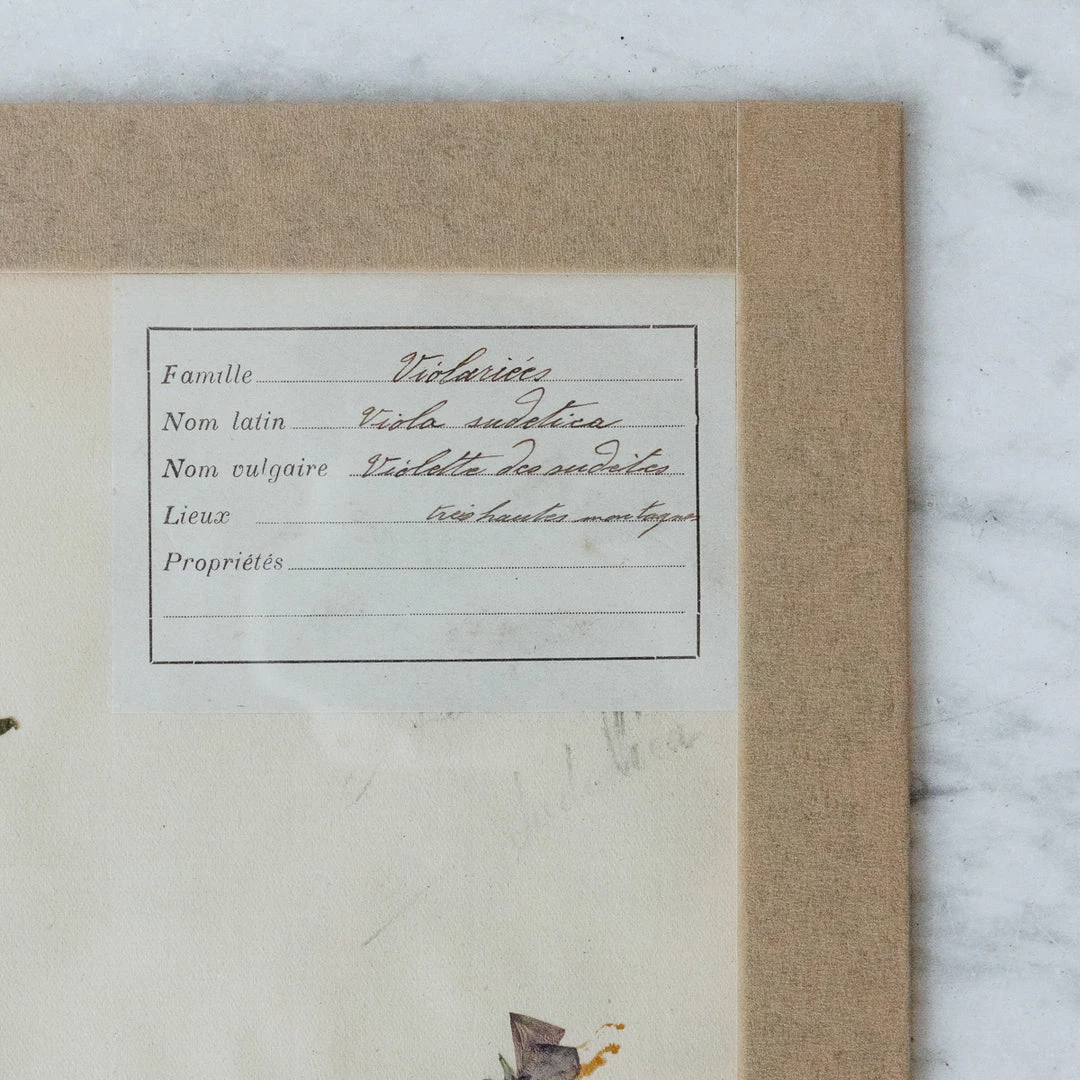 Famille Violariées
Nom latin Viola sudetica
Nom vulgaire Violette des sudètes
Lieux très hautes montagnes
Propriétés